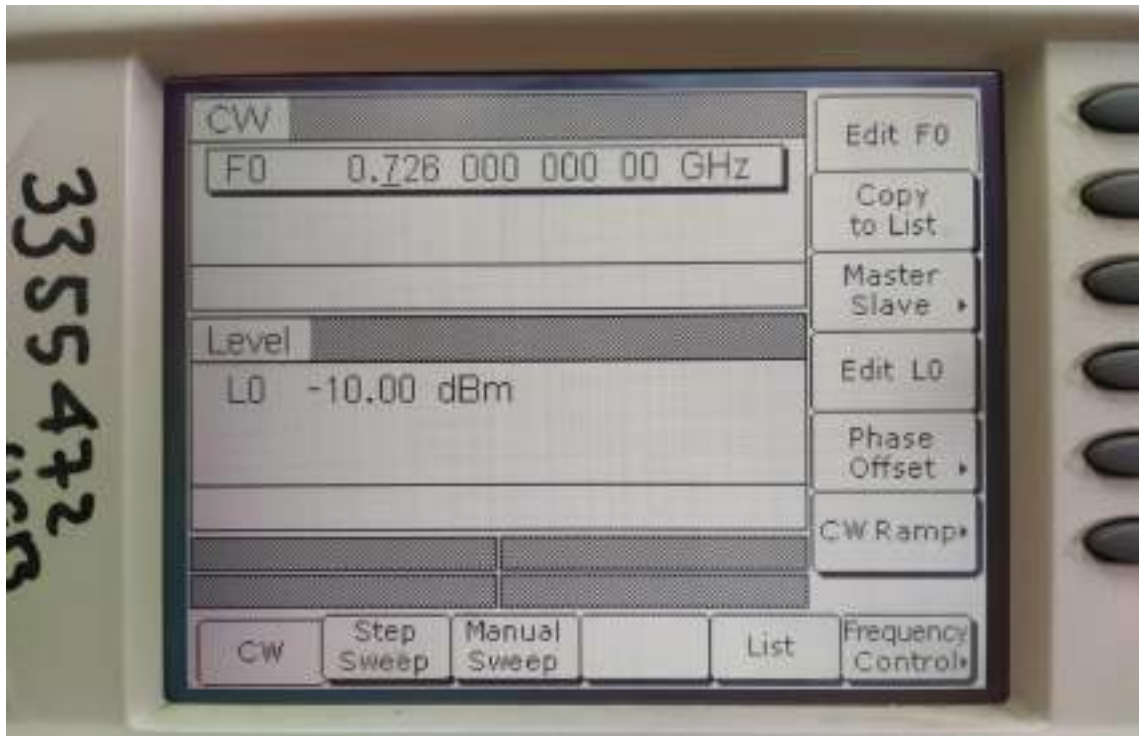 CW
F0 0.726 000 000 00 GHz
Level
L0 -10.00 dBm
Edit F0
Copy
to List
Master
Slave
Edit L0
Phase
Offset
CW Ramp
CW
Step
Sweep
Manual
Sweep
List
Frequency
Control
3355472